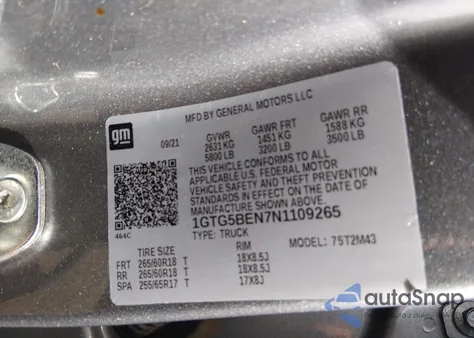 MFD BY GENERAL MOTORS LLC
gm
09/21
GVWR GAWR FRT GAWR RR
2631 KG 1451 KG 1588 KG
5800 LB 3200 LB 3500 LB
THIS VEHICLE CONFORMS TO ALL
APPLICABLE U.S. FEDERAL MOTOR
VEHICLE SAFETY AND THEFT PREVENTION
STANDARDS IN EFFECT ON THE DATE OF
MANUFACTURE SHOWN ABOVE.
1GTG5BEN7N1109265
TYPE: TRUCK MODEL: 75T2M43
464C
TIRE SIZE RIM
FRT 265/60R18 T 18X8.5J
RR 265/60R18 T 18X8.5J
SPA 255/65R17 T 17X8J
autoSnap